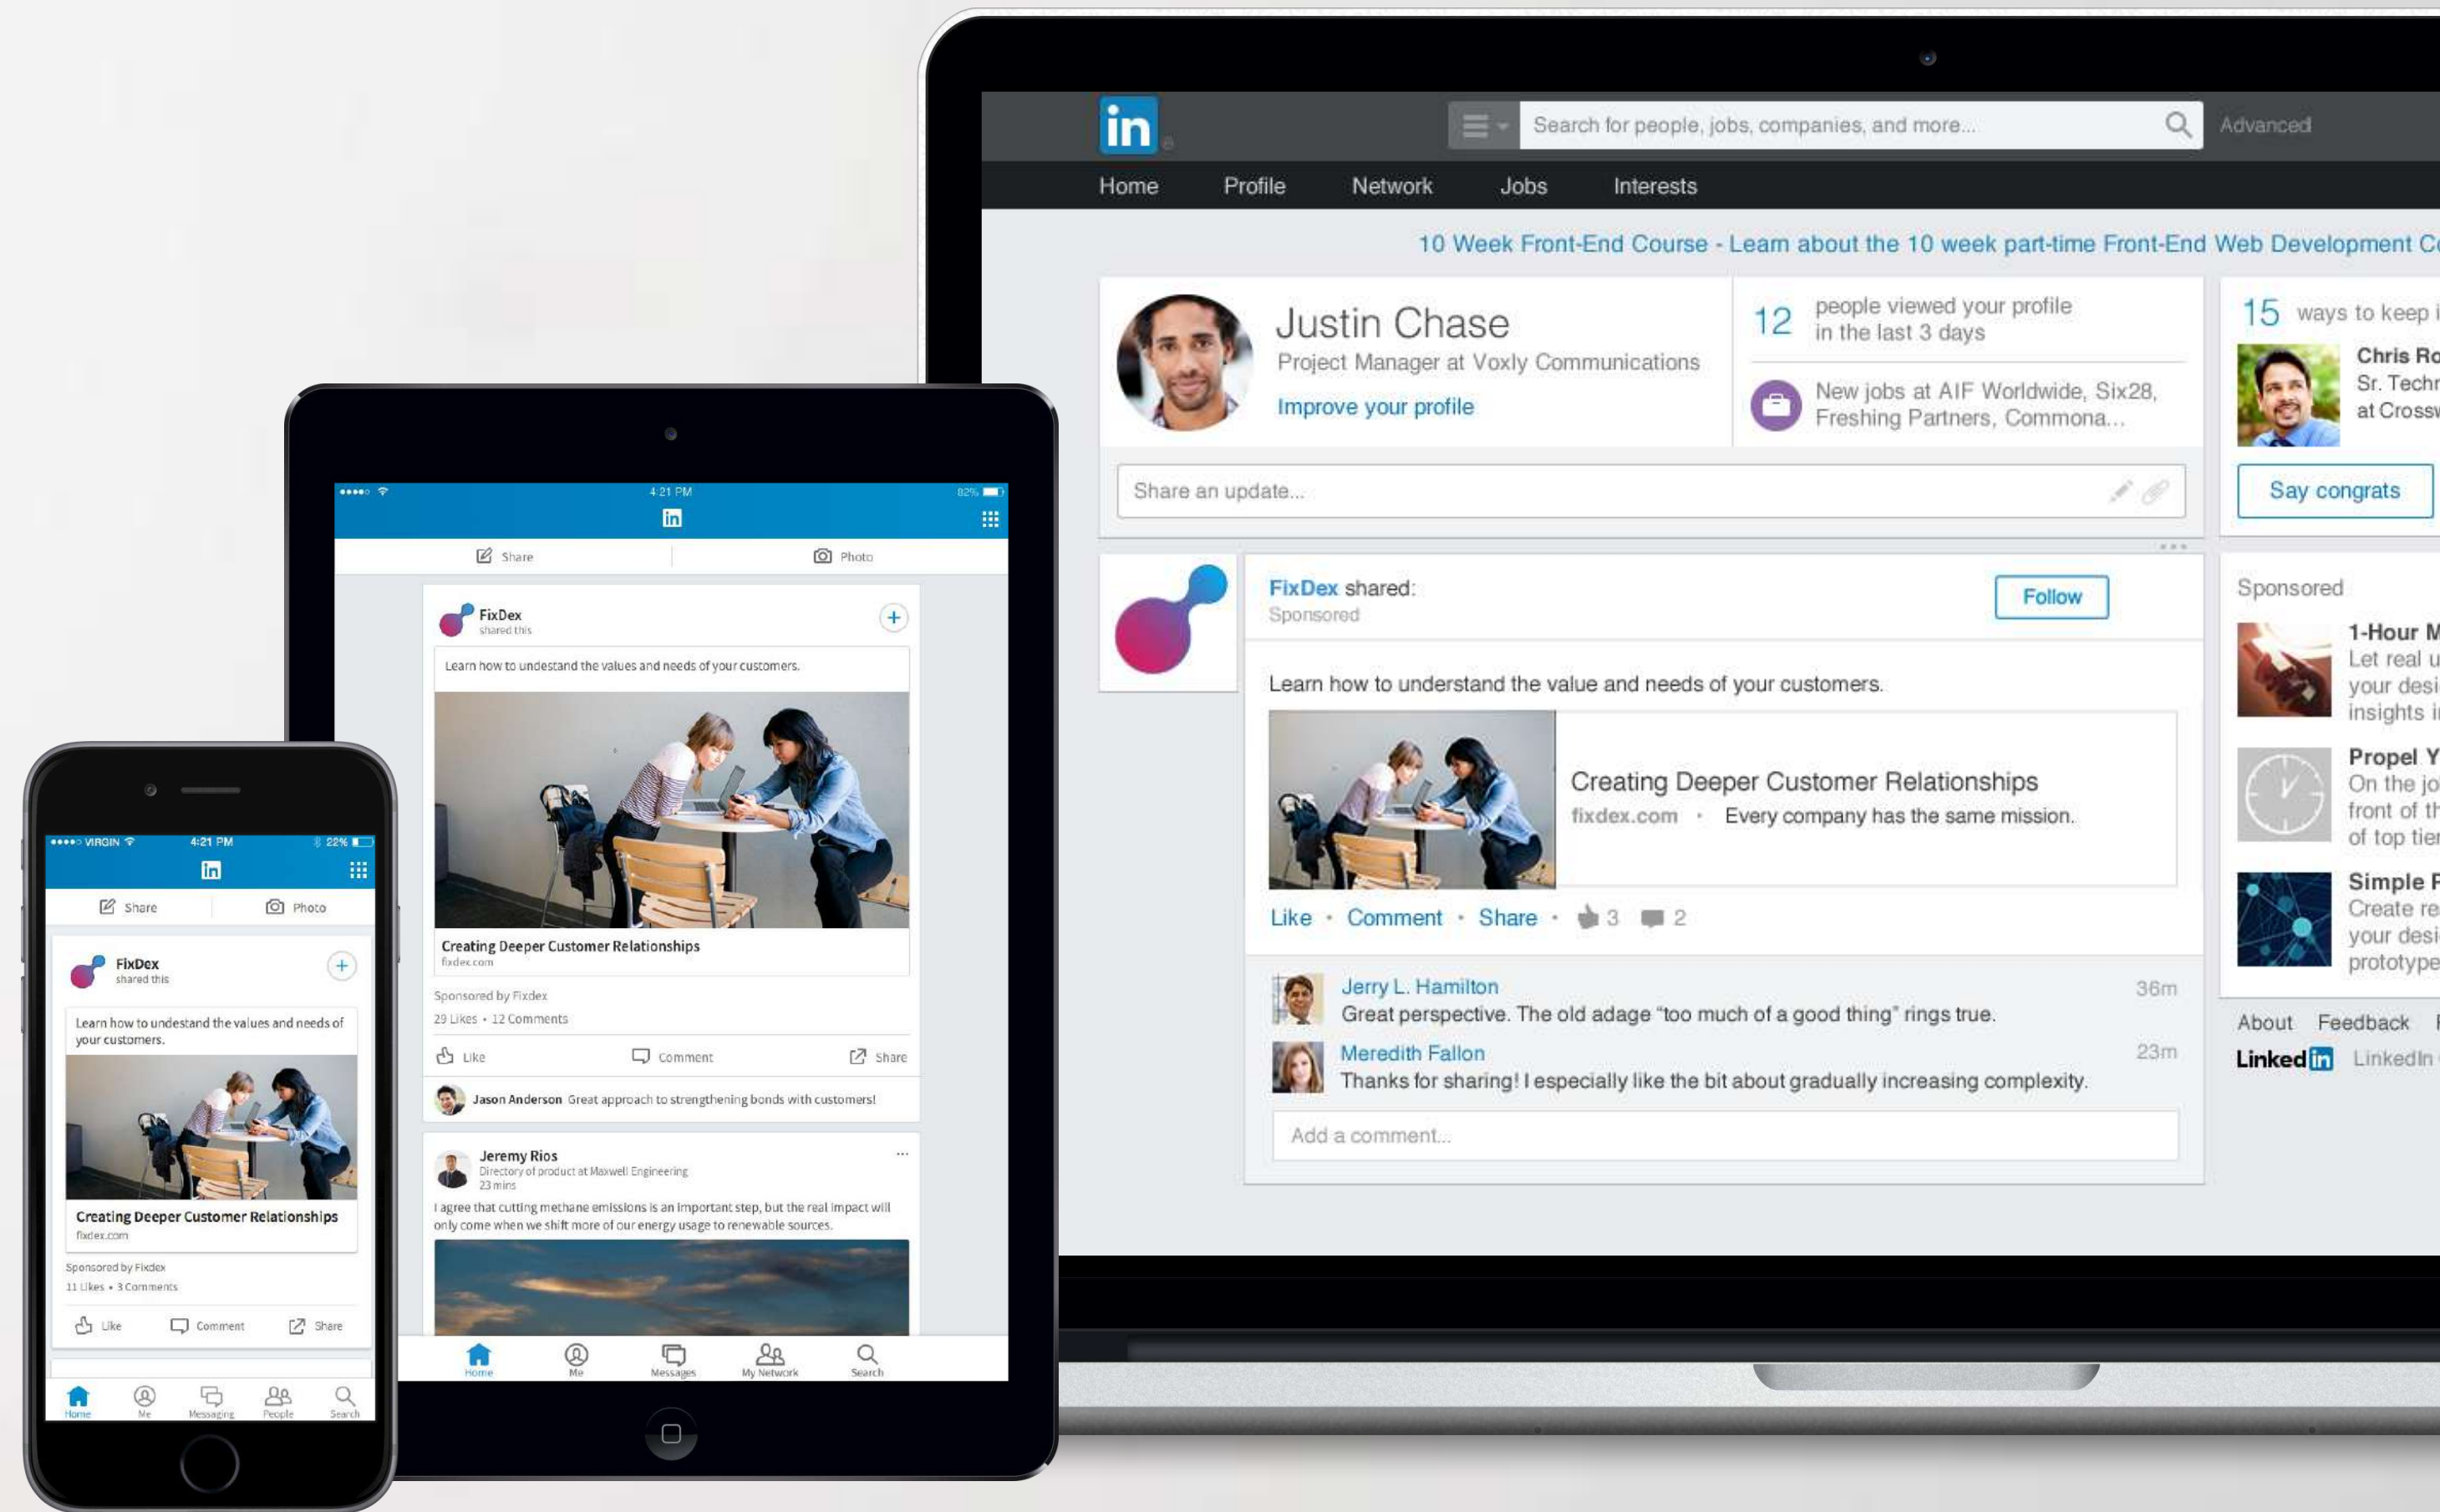 in
Search for people, jobs, companies, and more...
Advanced
Home Profile Network Jobs Interests
10 Week Front-End Course - Learn about the 10 week part-time Front-End Web Development
Justin Chase
Project Manager at Voxly Communications
Improve your profile
12 people viewed your profile
in the last 3 days
New jobs at AIF Worldwide, Six28,
Freshing Partners, Commona...
Share an update...
15 ways to keep
Chris
Sr.
at
Say congrats
FixDex shared:
Sponsored
Follow
Learn how to understand the value and needs of your customers.
Creating Deeper Customer Relationships
fixdex.com · Every company has the same mission.
Like · Comment · Share · 3 2
Jerry L. Hamilton
36m
Great perspective. The old adage “too much of a good thing” rings true.
Meredith Fallon
23m
Thanks for sharing! I especially like the bit about gradually increasing complexity.
Add a comment...
Sponsored
1-Hour
Let real
your
insights
Propel
On the
front of
of top
Simple
Create
your
prototype
About Feedback
Linked in LinkedIn
4:21 PM
82%
in
Share
Photo
FixDex
shared this
Learn how to undestand the values and needs of your customers.
Creating Deeper Customer Relationships
fixdex.com
Sponsored by Fixdex
29 Likes • 12 Comments
Like
Comment
Share
Jason Anderson Great approach to strengthening bonds with customers!
Jeremy Rios
...
Directory of product at Maxwell Engineering
23 mins
I agree that cutting methane emissions is an important step, but the real impact will
only come when we shift more of our energy usage to renewable sources.
Home Me Messages My Network Search
VIRGIN 4:21 PM 22%
in
Share
Photo
FixDex
shared this
Learn how to undestand the values and needs of
your customers.
Creating Deeper Customer Relationships
fixdex.com
Sponsored by Fixdex
11 Likes • 3 Comments
Like
Comment
Share
Home Me Messaging People Search